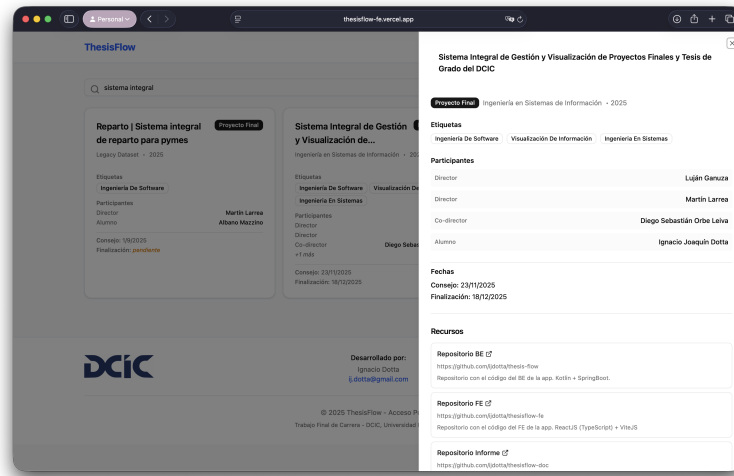 Personal
thesisflow-fe.vercel.app
ThesisFlow
sistema integral
Reparto | Sistema integral
de reparto para pymes
Proyecto Final
Legacy Dataset • 2025
Etiquetas
Ingeniería De Software
Participantes
Director Martín Larrea
Alumno Albano Mazzino
Consejo: 1/9/2025
Finalización: pendiente
Sistema Integral de Gestión
y Visualización de...
Ingeniería en Sistemas de Información •
Etiquetas
Ingeniería De Software Visualización De
Ingeniería En Sistemas
Participantes
Director
Director
Co-director Diego Sebas
+1 más
Consejo: 23/11/2025
Finalización: 18/12/2025
DCIC
Desarrollado por:
Ignacio Dotta
ij.dotta@gmail.com
© 2025 ThesisFlow - Acceso
Trabajo Final de Carrera - DCIC, Universidad
Sistema Integral de Gestión y Visualización de Proyectos Finales y Tesis de
Grado del DCIC
Proyecto Final Ingeniería en Sistemas de Información • 2025
Etiquetas
Ingeniería De Software Visualización De Información Ingeniería En Sistemas
Participantes
Director Luján Ganuza
Director Martín Larrea
Co-director Diego Sebastián Orbe Leiva
Alumno Ignacio Joaquín Dotta
Fechas
Consejo: 23/11/2025
Finalización: 18/12/2025
Recursos
Repositorio BE
https://github.com/ijdotta/thesis-flow
Repositorio con el código del BE de la app. Kotlin + SpringBoot.
Repositorio FE
https://github.com/ijdotta/thesisflow-fe
Repositorio con el código del FE de la app. ReactJS (TypeScript) + ViteJS
Repositorio Informe
https://github.com/ijdotta/thesisflow-doc